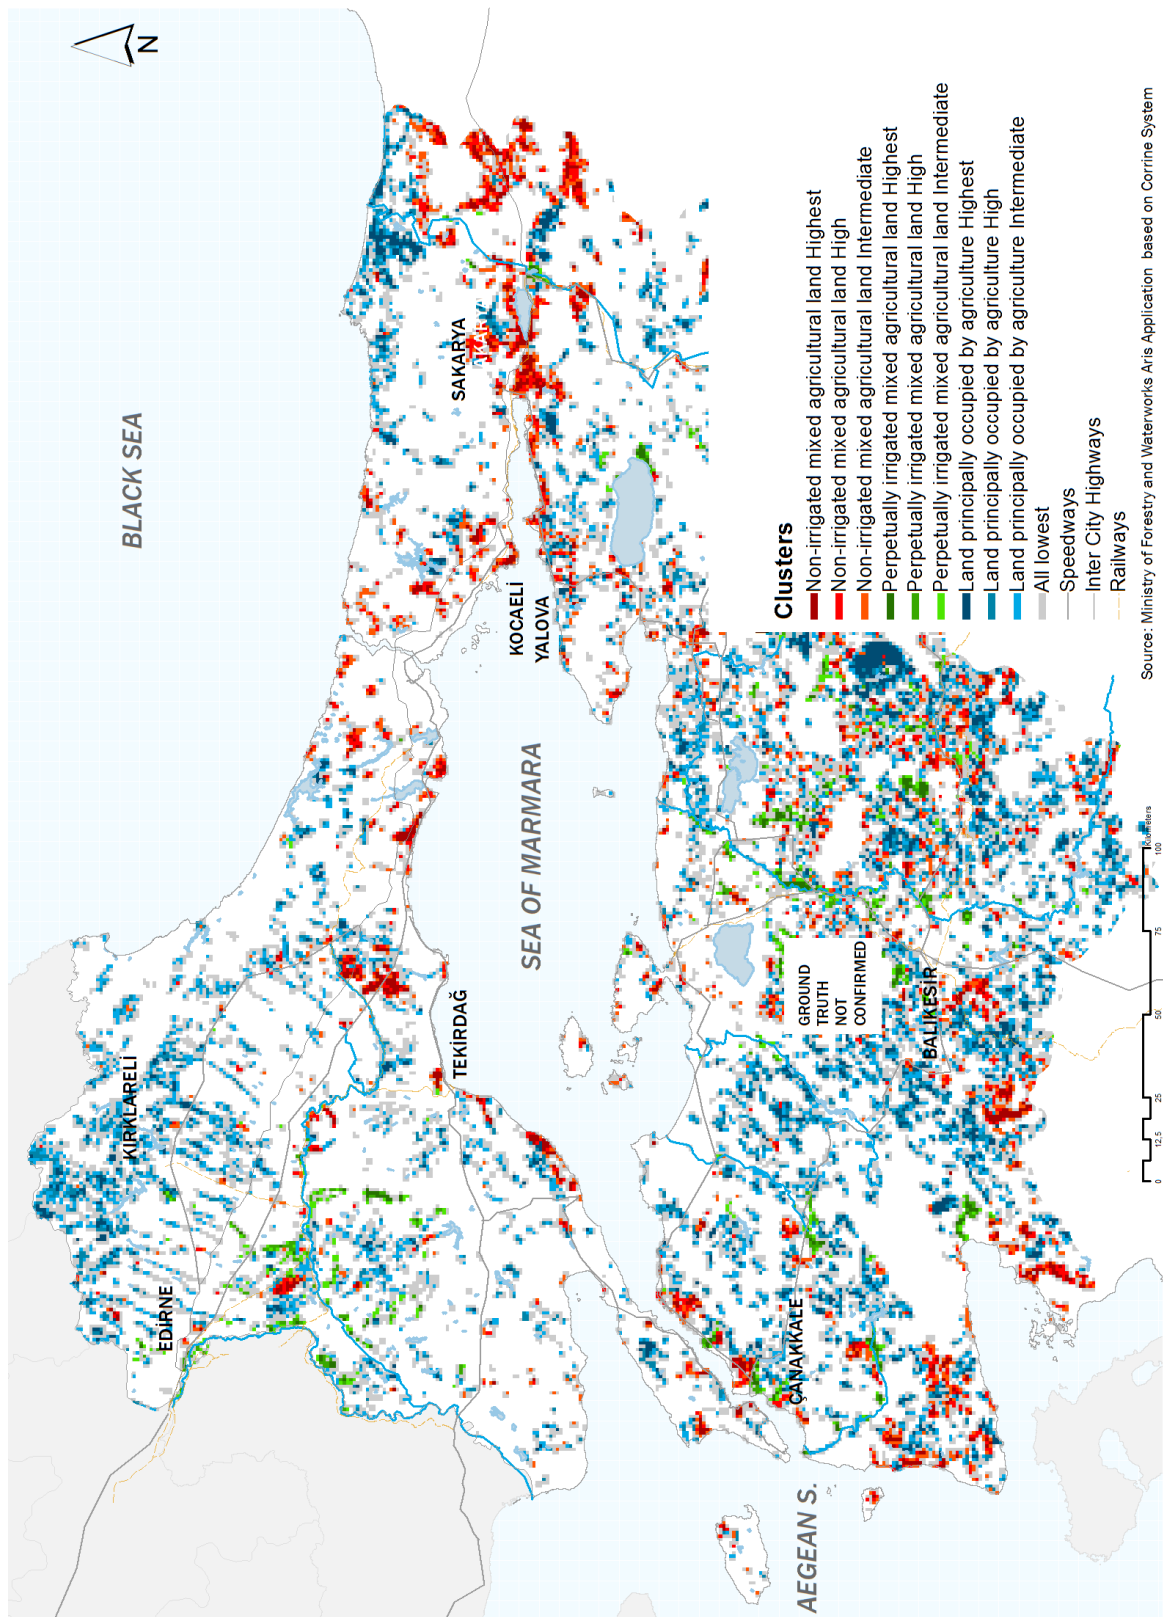 N
BLACK SEA
KIRKLARELİ
EDİRNE
SAKARYA
KOCAELİ
YALOVA
TEKİRDAĞ
SEA OF MARMARA
GROUND
TRUTH
NOT
CONFIRMED
BALIKESİR
ÇANAKKALE
AEGEAN S.
Clusters
Non-irrigated mixed agricultural land Highest
Non-irrigated mixed agricultural land High
Non-irrigated mixed agricultural land Intermediate
Perpetually irrigated mixed agricultural land Highest
Perpetually irrigated mixed agricultural land High
Perpetually irrigated mixed agricultural land Intermediate
Land principally occupied by agriculture Highest
Land principally occupied by agriculture High
Land principally occupied by agriculture Intermediate
All lowest
Speedways
Inter City Highways
Railways
0 12,5 25 50 75 100
Kilometers
Source: Ministry of Forestry and Waterworks Aris Application based on Corrine System